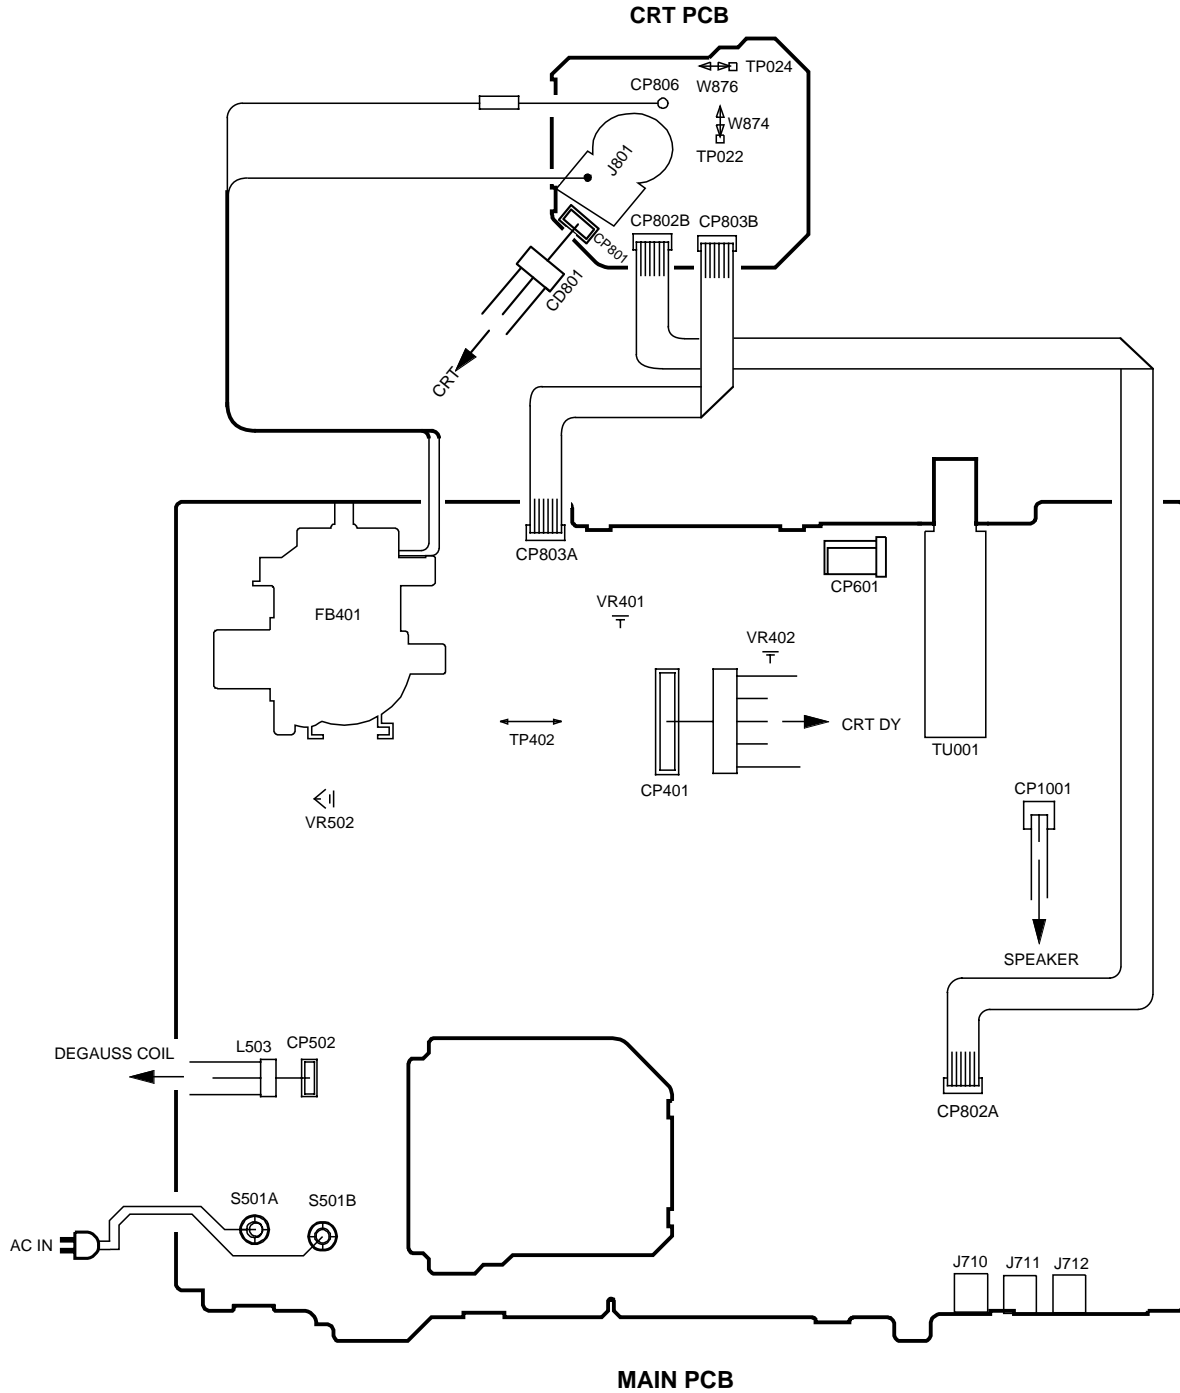 CRT PCB
TP024
CP806
W876
W874
TP022
J801
CP802B
CP803B
CP801
CD801
CRT
CP803A
CP601
VR401
FB401
VR402
CRT DY
TP402
TU001
CP401
CP1001
VR502
SPEAKER
L503
CP502
DEGAUSS COIL
CP802A
S501A
S501B
AC IN
J710
J711
J712
MAIN PCB